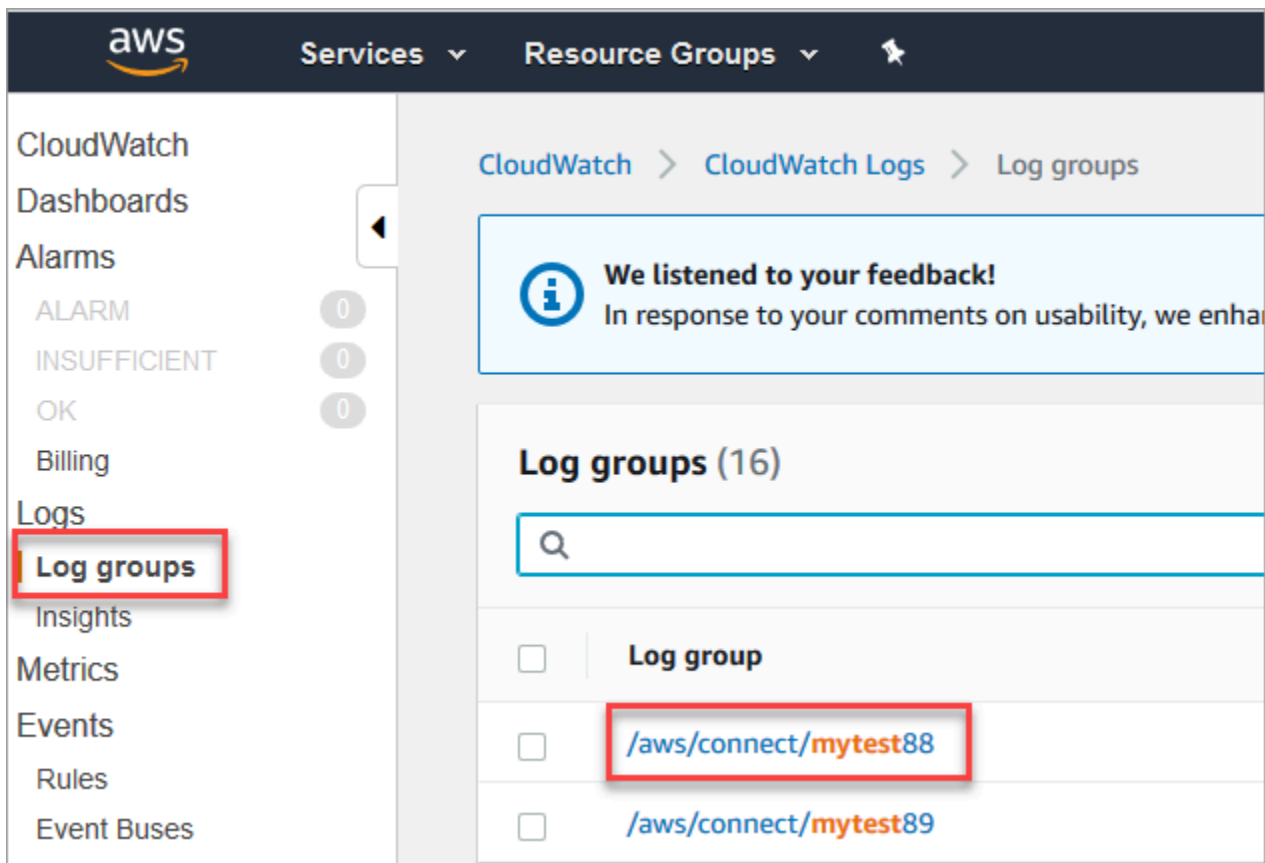 aws Services Resource Groups
CloudWatch
Dashboards
Alarms
ALARM 0
INSUFFICIENT 0
OK 0
Billing
Logs
Log groups
Insights
Metrics
Events
Rules
Event Buses
CloudWatch > CloudWatch Logs > Log groups
We listened to your feedback!
In response to your comments on usability, we enha
Log groups (16)
Log group
/aws/connect/mytest88
/aws/connect/mytest89